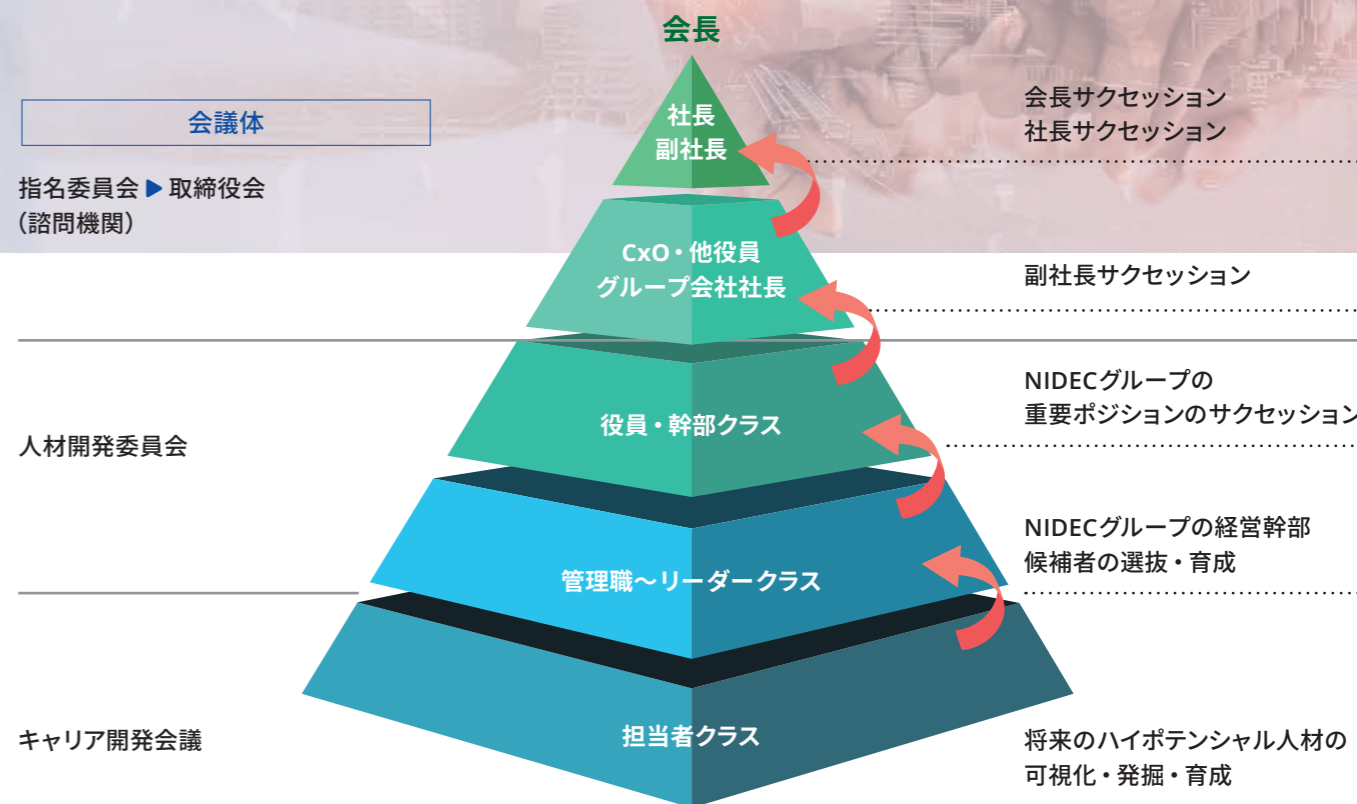 会長
会議体
指名委員会 ▶ 取締役会
（諮問機関）
人材開発委員会
キャリア開発会議
社長
副社長
CxO・他役員
グループ会社社長
役員・幹部クラス
管理職～リーダークラス
担当者クラス
会長サクセッション
社長サクセッション
副社長サクセッション
NIDECグループの
重要ポジションのサクセッション
NIDECグループの経営幹部
候補者の選抜・育成
将来のハイポテンシャル人材の
可視化・発掘・育成